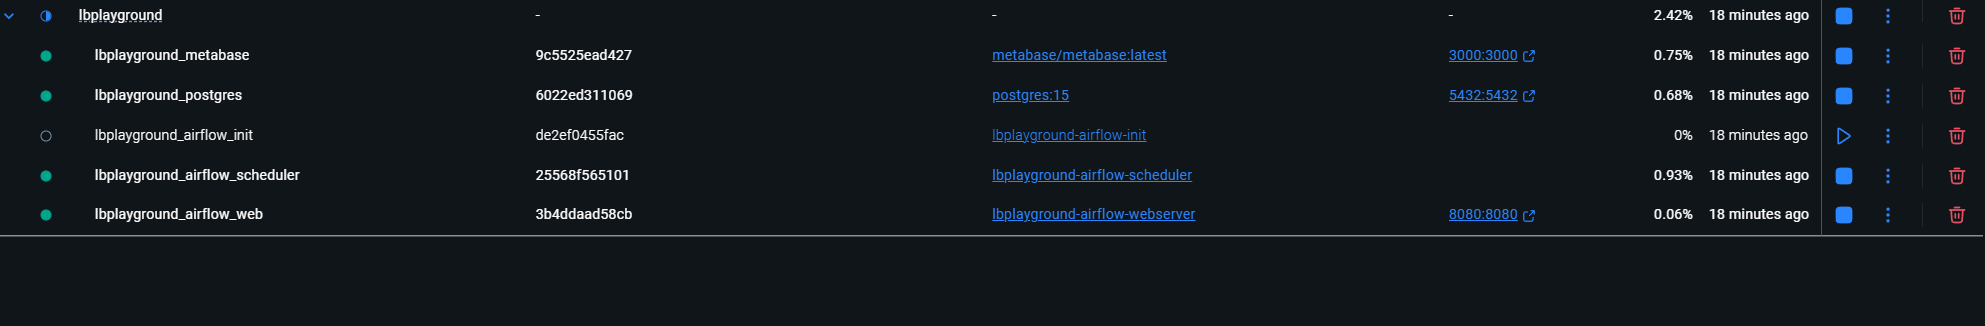 lbplayground - - - 2.42% 18 minutes ago
lbplayground_metabase 9c5525ead427 metabase/metabase:latest 3000:3000 0.75% 18 minutes ago
lbplayground_postgres 6022ed311069 postgres:15 5432:5432 0.68% 18 minutes ago
lbplayground_airflow_init de2ef0455fac lbplayground-airflow-init 0% 18 minutes ago
lbplayground_airflow_scheduler 25568f565101 lbplayground-airflow-scheduler 0.93% 18 minutes ago
lbplayground_airflow_web 3b4ddaad58cb lbplayground-airflow-webserver 8080:8080 0.06% 18 minutes ago